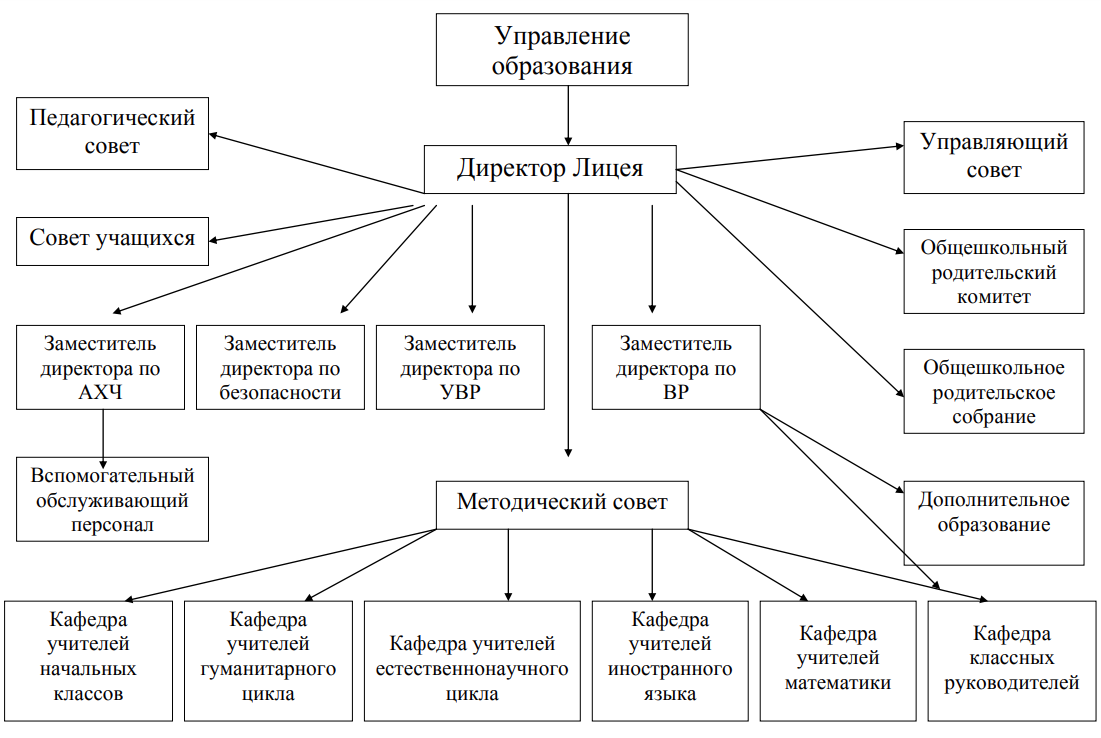 Управление
образования
Педагогический
совет
Директор Лицея
Управляющий
совет
Совет учащихся
Общешкольный
родительский
комитет
Заместитель
директора по
АХЧ
Заместитель
директора по
безопасности
Заместитель
директора по
УВР
Заместитель
директора по
ВР
Общешкольное
родительское
собрание
Вспомогательный
обслуживающий
персонал
Методический совет
Дополнительное
образование
Кафедра
учителей
начальных
классов
Кафедра
учителей
гуманитарного
цикла
Кафедра учителей
естественнонаучного
цикла
Кафедра
учителей
иностранного
языка
Кафедра
учителей
математики
Кафедра
классных
руководителей